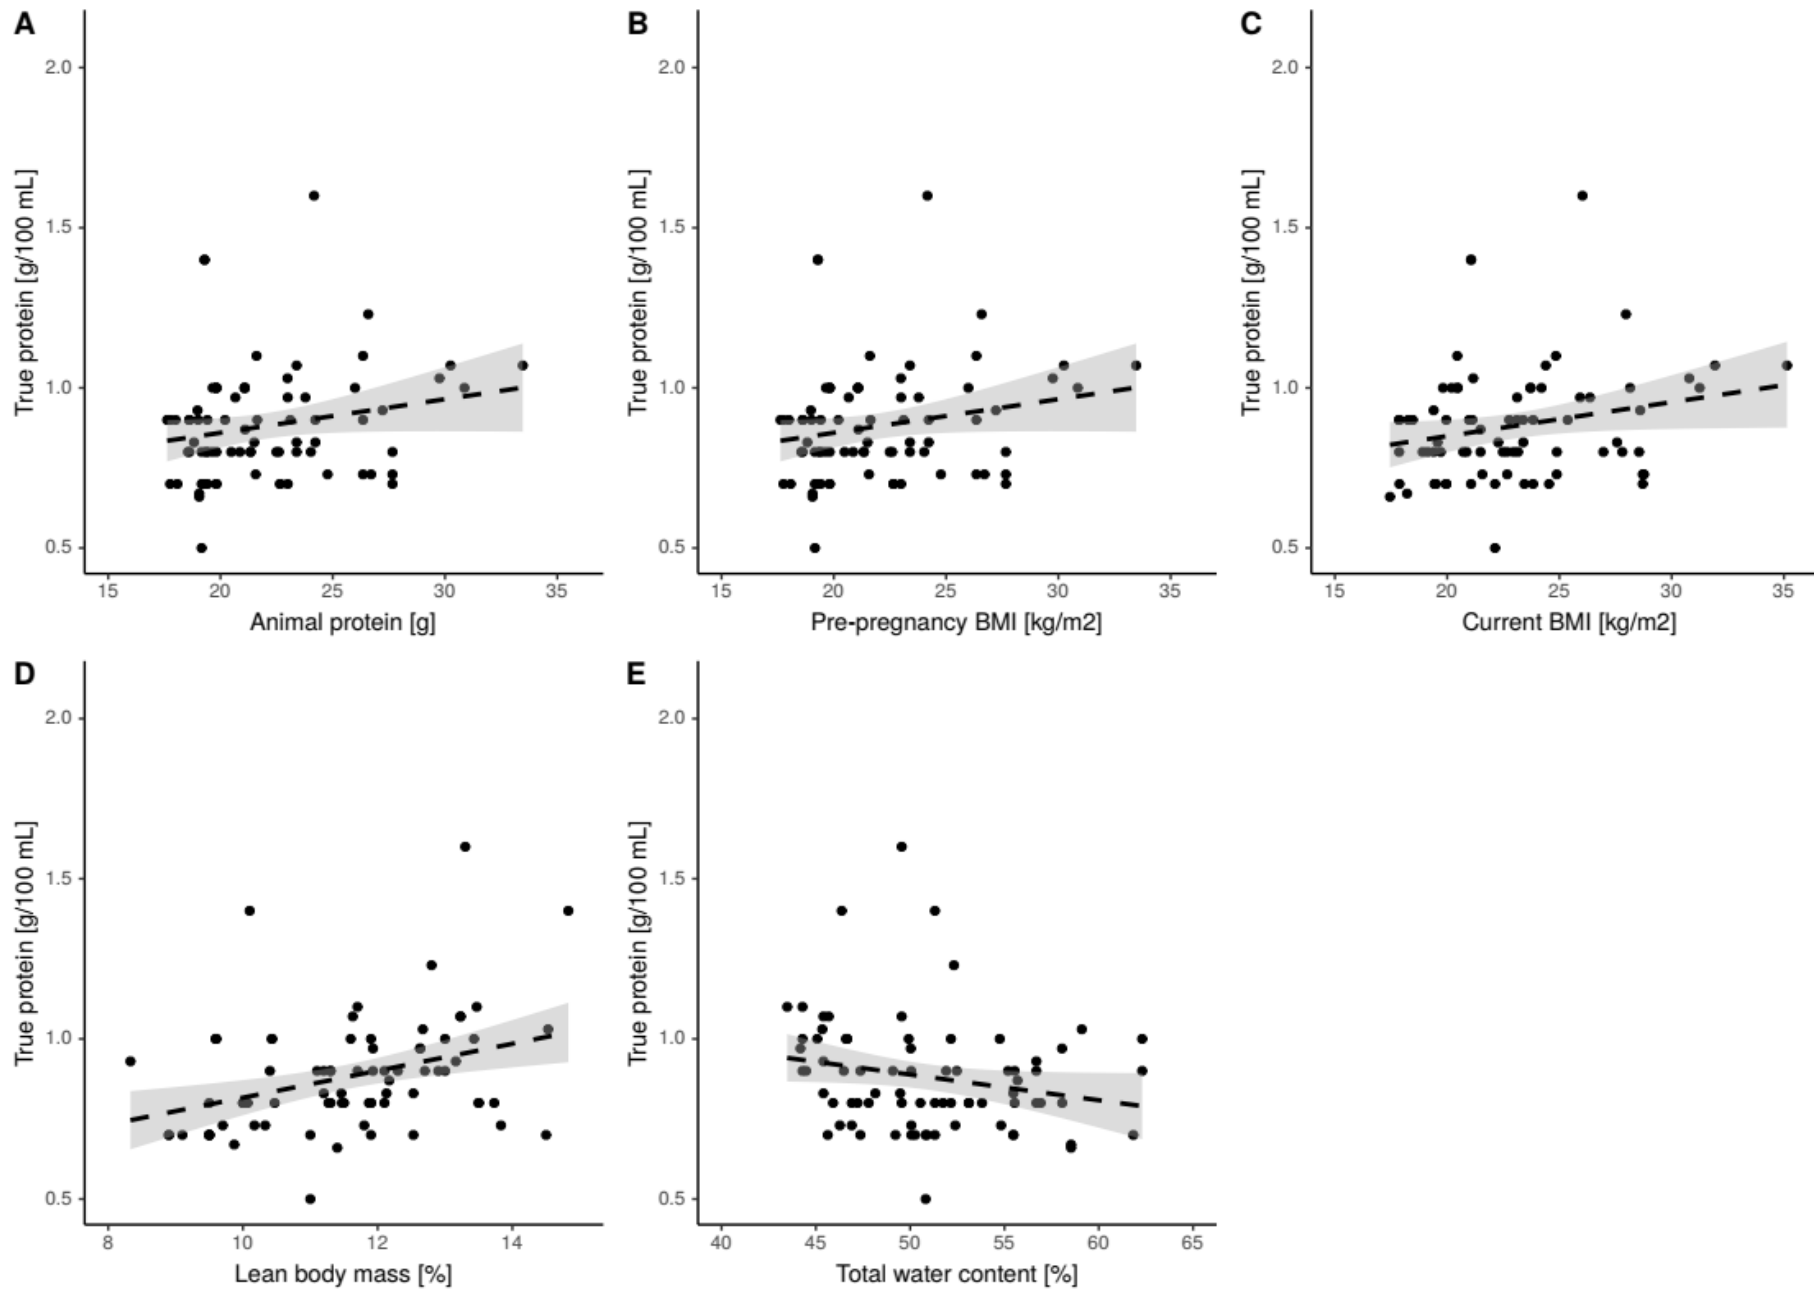 A
B
C
True protein [g/100 mL]
2.0
1.5
1.0
0.5
15 20 25 30 35
Animal protein [g]
True protein [g/100 mL]
2.0
1.5
1.0
0.5
15 20 25 30 35
Pre-pregnancy BMI [kg/m2]
True protein [g/100 mL]
2.0
1.5
1.0
0.5
15 20 25 30 35
Current BMI [kg/m2]
D
E
True protein [g/100 mL]
2.0
1.5
1.0
0.5
8 10 12 14
Lean body mass [%]
True protein [g/100 mL]
2.0
1.5
1.0
0.5
40 45 50 55 60 65
Total water content [%]